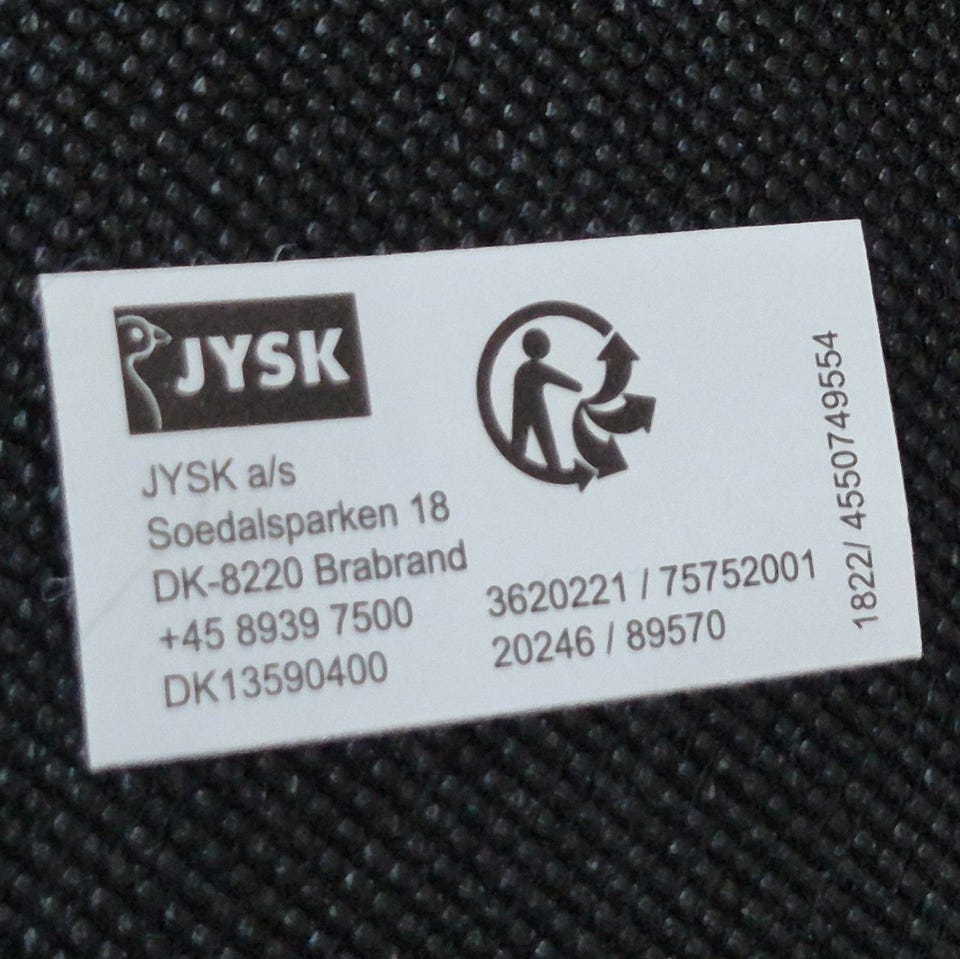 JYSK
JYSK a/s
Soedalsparken 18
DK-8220 Brabrand
+45 8939 7500
DK13590400
3620221 / 75752001
20246 / 89570
1822/ 4550749554